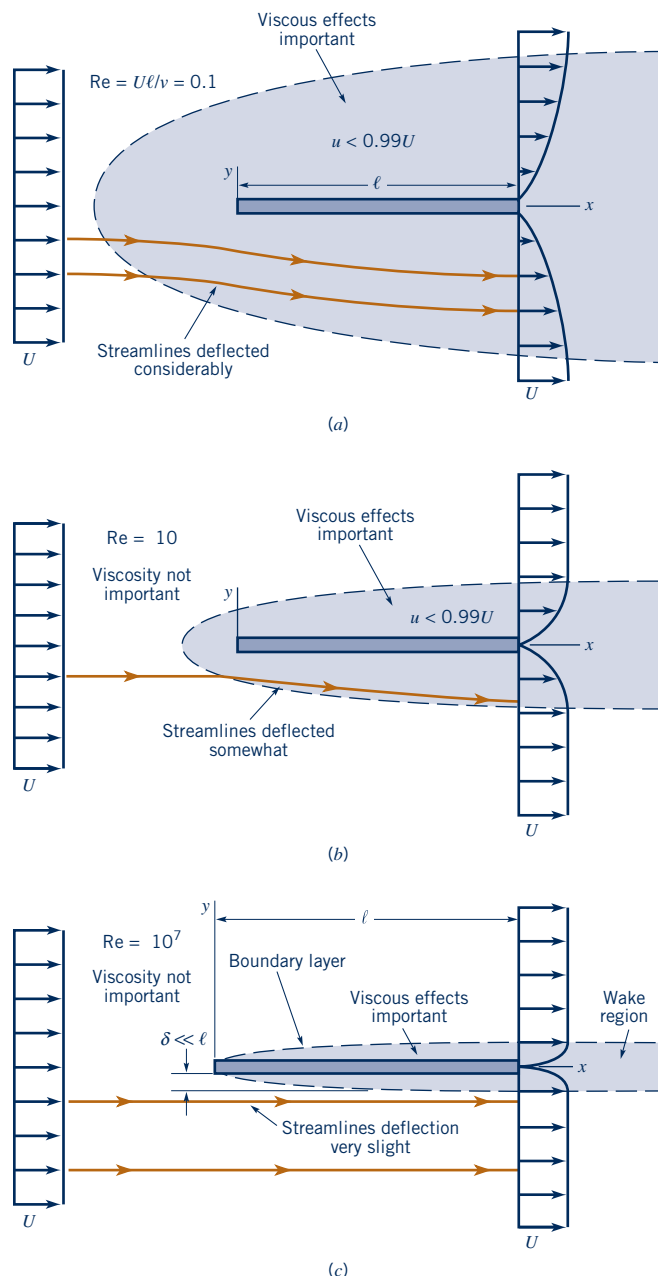 Viscous effects
important
Re = Uℓ/ν = 0.1
u < 0.99U
y
ℓ
x
Streamlines deflected
considerably
U
U
(a)
Re = 10
Viscosity not
important
Viscous effects
important
y
u < 0.99U
x
Streamlines deflected
somewhat
U
U
(b)
y
ℓ
Re = 10⁷
Viscosity not
important
Boundary layer
Viscous effects
important
Wake
region
δ << ℓ
x
Streamlines deflection
very slight
U
U
(c)